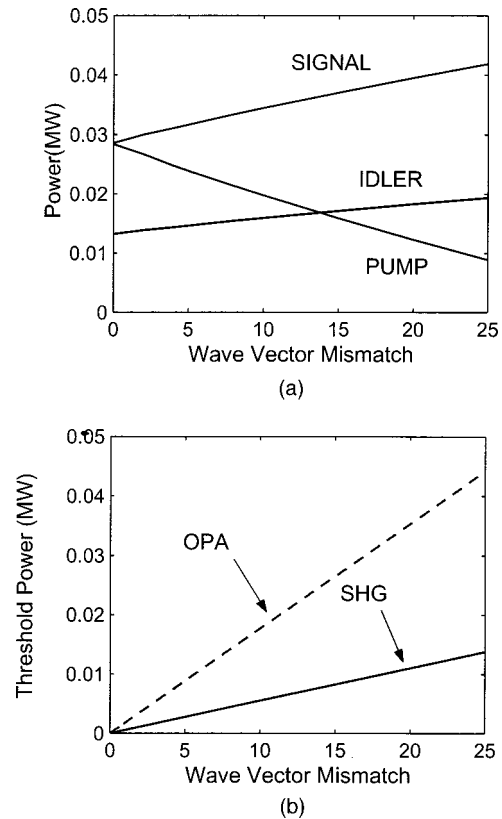 0.05
0.04
0.03
0.02
0.01
0
Power(MW)
SIGNAL
IDLER
PUMP
0 5 10 15 20 25
Wave Vector Mismatch
(a)
0.05
0.04
0.03
0.02
0.01
0
Threshold Power (MW)
OPA
SHG
0 5 10 15 20 25
Wave Vector Mismatch
(b)